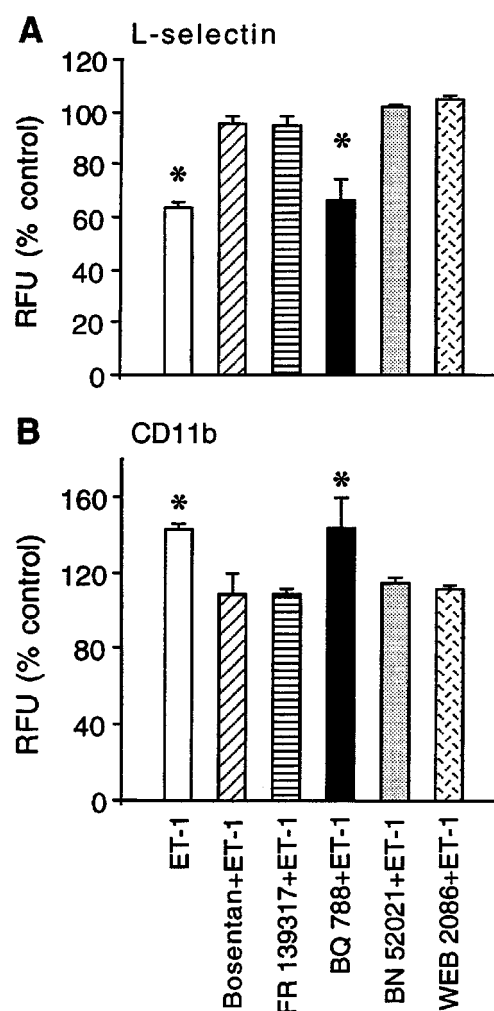 A L-selectin
120
100
80
60
40
20
0
RFU (% control)
*
*
B CD11b
160
120
80
40
0
RFU (% control)
*
*
ET-1
Bosentan+ET-1
FR 139317+ET-1
BQ 788+ET-1
BN 52021+ET-1
WEB 2086+ET-1